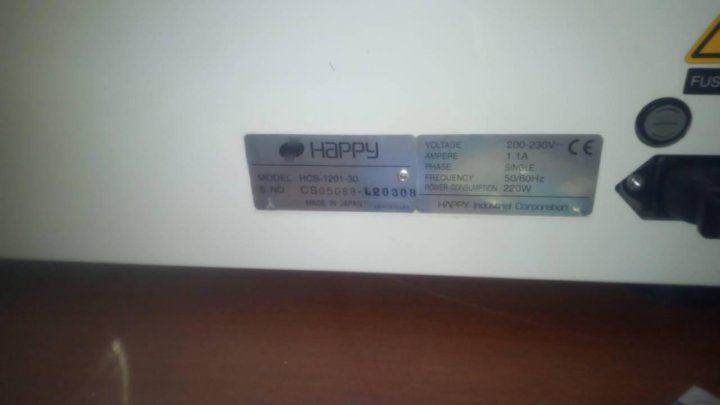 HAPPY
MODEL HCS-1201-30
S.NO CS05088-L20308
MADE IN JAPAN
VOLTAGE 200-230V~ CE
AMPERE 1.1A
PHASE SINGLE
FREQUENCY 50/60Hz
POWER CONSUMPTION 220W
HAPPY Industrial Corporation
FUS